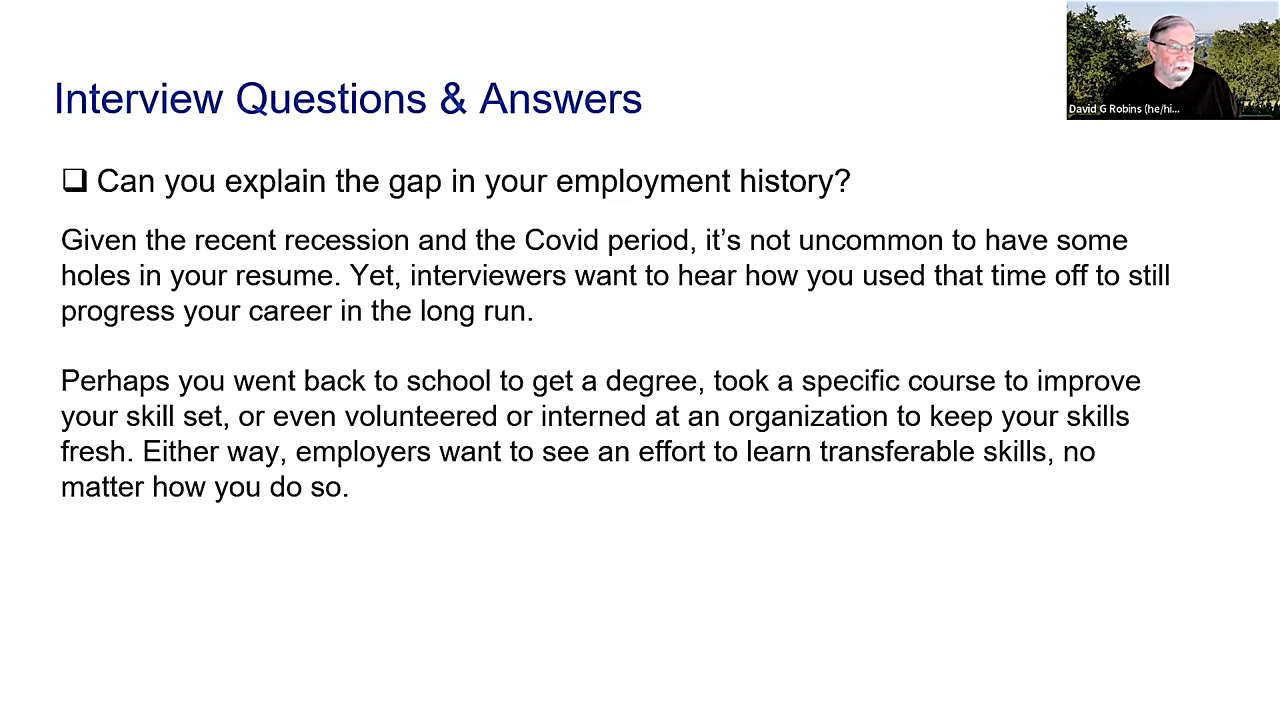 Interview Questions & Answers
David G Robins (he/hi...
❑ Can you explain the gap in your employment history?
Given the recent recession and the Covid period, it’s not uncommon to have some
holes in your resume. Yet, interviewers want to hear how you used that time off to still
progress your career in the long run.
Perhaps you went back to school to get a degree, took a specific course to improve
your skill set, or even volunteered or interned at an organization to keep your skills
fresh. Either way, employers want to see an effort to learn transferable skills, no
matter how you do so.